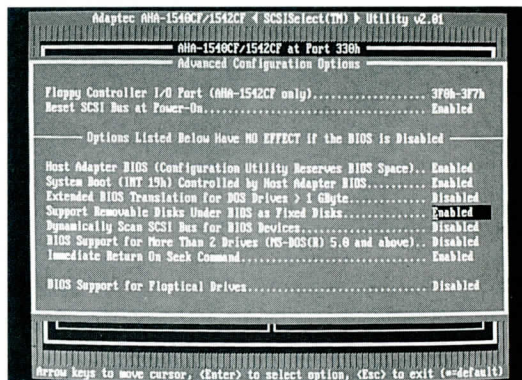 Adaptec AHA-1540CF/1542CF SCSISelect(TM) Utility v2.01
AHA-1540CF/1542CF at Port 330h
Advanced Configuration Options
Floppy Controller I/O Port (AHA-1542CF only)................ 3F0h-3F7h
Reset SCSI Bus at Power-On.................................. Enabled
Options Listed Below Have NO EFFECT if the BIOS is Disabled
Host Adapter BIOS (Configuration Utility Reserves BIOS Space).. Enabled
System Boot (INT 19h) Controlled by Host Adapter BIOS....... Enabled
Extended BIOS Translation for DOS Drives > 1 GByte.......... Disabled
Support Removable Disks Under BIOS as Fixed Disks........... Enabled
Dynamically Scan SCSI Bus for BIOS Devices.................. Disabled
BIOS Support for More Than 2 Drives (MS-DOS(R) 5.0 and above).. Disabled
Immediate Return On Seek Command............................ Enabled
BIOS Support for Floptical Drives........................... Disabled
Arrow keys to move cursor, <Enter> to select option, <Esc> to exit (*=default)